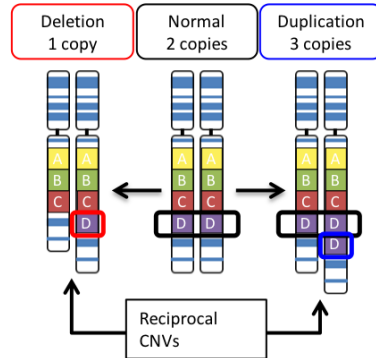 Deletion
1 copy
Normal
2 copies
Duplication
3 copies
A A
B B
C C
D
A A
B B
C C
D D
A A
B B
C C
D D
D
Reciprocal
CNVs